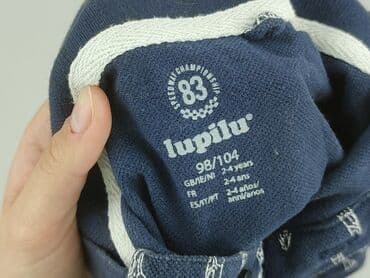 SPEEDWAY CHAMPIONSHIP
83
lupilu®
98/104
GB/IE/NI 2-4 years
FR 2-4 ans
ES/IT/PT 2-4 años/
anni/anos